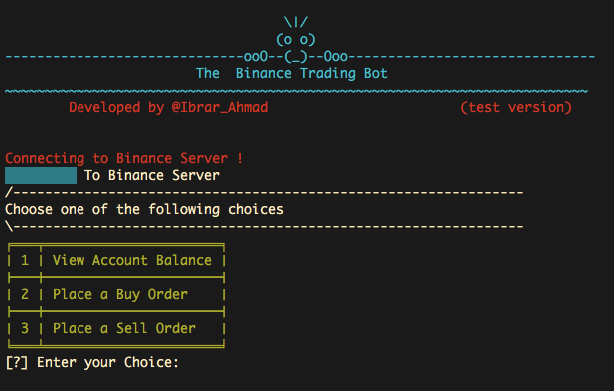 \|/
(o o)
------------------------------ooO--(_)--Ooo-------------------------------
The  Binance Trading Bot
~~~~~~~~~~~~~~~~~~~~~~~~~~~~~~~~~~~~~~~~~~~~~~~~~~~~~~~~~~~~~~~~~~~~~~~~~
Developed by @Ibrar_Ahmad (test version)
Connecting to Binance Server !
To Binance Server
/----------------------------------------------------------------
Choose one of the following choices
\----------------------------------------------------------------
| 1 | View Account Balance |
| 2 | Place a Buy Order |
| 3 | Place a Sell Order |
[?] Enter your Choice: